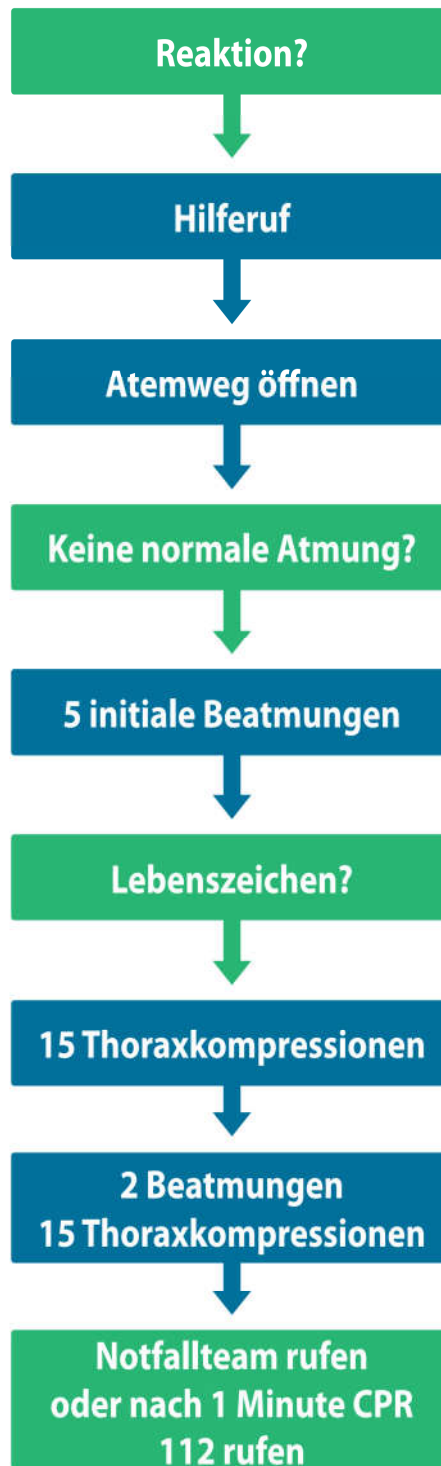 Reaktion?
Hilferuf
Atemweg öffnen
Keine normale Atmung?
5 initiale Beatmungen
Lebenszeichen?
15 Thoraxkompressionen
2 Beatmungen
15 Thoraxkompressionen
Notfallteam rufen
oder nach 1 Minute CPR
112 rufen